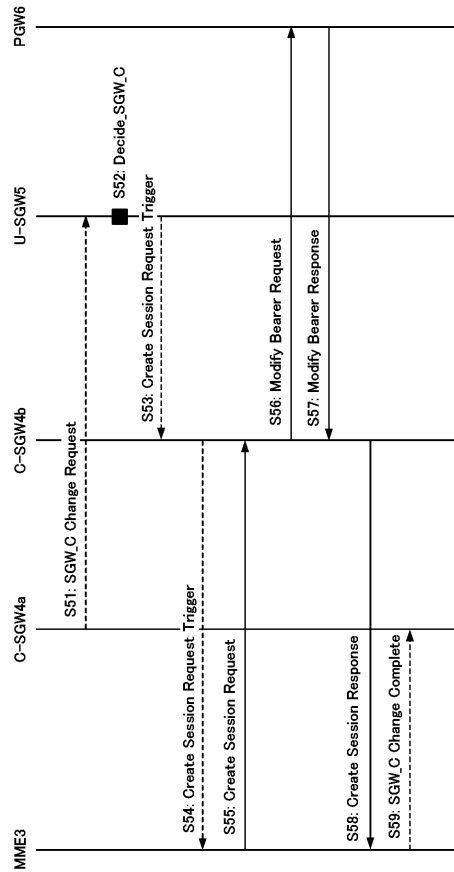 MME3
C-SGW4a
C-SGW4b
U-SGW5
PGW6
S51: SGW_C Change Request
S52: Decide_SGW_C
S53: Create Session Request Trigger
S54: Create Session Request Trigger
S55: Create Session Request
S56: Modify Bearer Request
S57: Modify Bearer Response
S58: Create Session Response
S59: SGW_C Change Complete